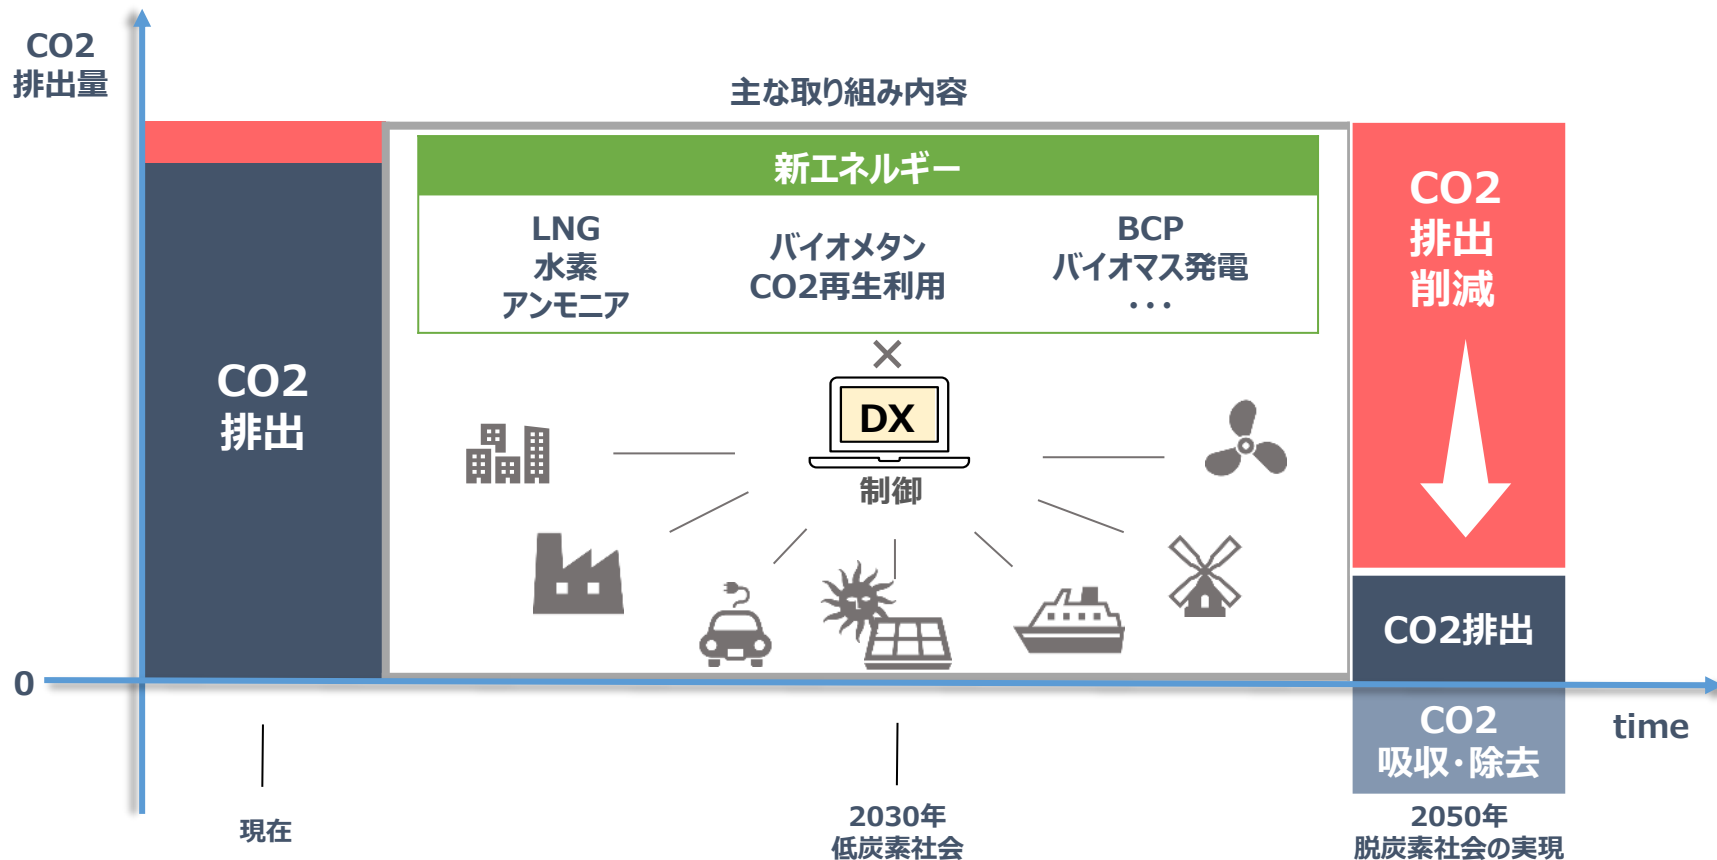 CO2
排出量
主な取り組み内容
新エネルギー
LNG
水素
アンモニア
バイオメタン
CO2再生利用
BCP
バイオマス発電
・・・
×
DX
制御
CO2
排出
CO2
排出
削減
CO2排出
CO2
吸収・除去
0
time
現在
2030年
低炭素社会
2050年
脱炭素社会の実現